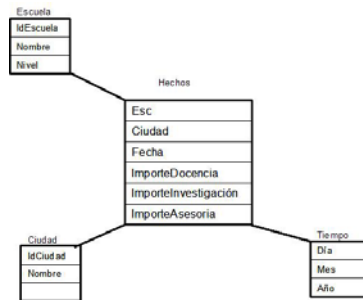 Escuela
IdEscuela
Nombre
Nivel
Hechos
Esc
Ciudad
Fecha
ImporteDocencia
ImporteInvestigación
ImporteAsesoria
Ciudad
IdCiudad
Nombre
Tiempo
Día
Mes
Año